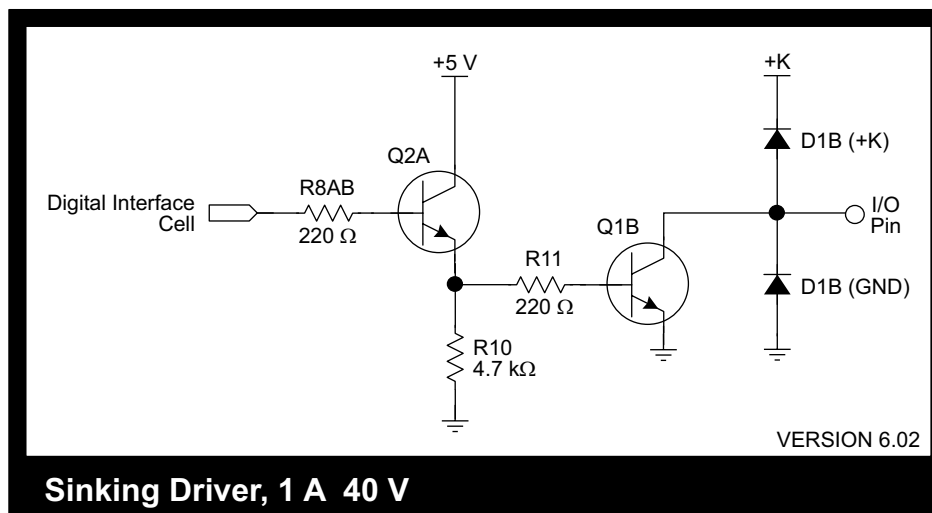 +5 V
+K
Q2A
D1B (+K)
Digital Interface
Cell
R8AB
220 Ω
I/O
Pin
Q1B
R11
220 Ω
D1B (GND)
R10
4.7 kΩ
VERSION 6.02
Sinking Driver, 1 A 40 V